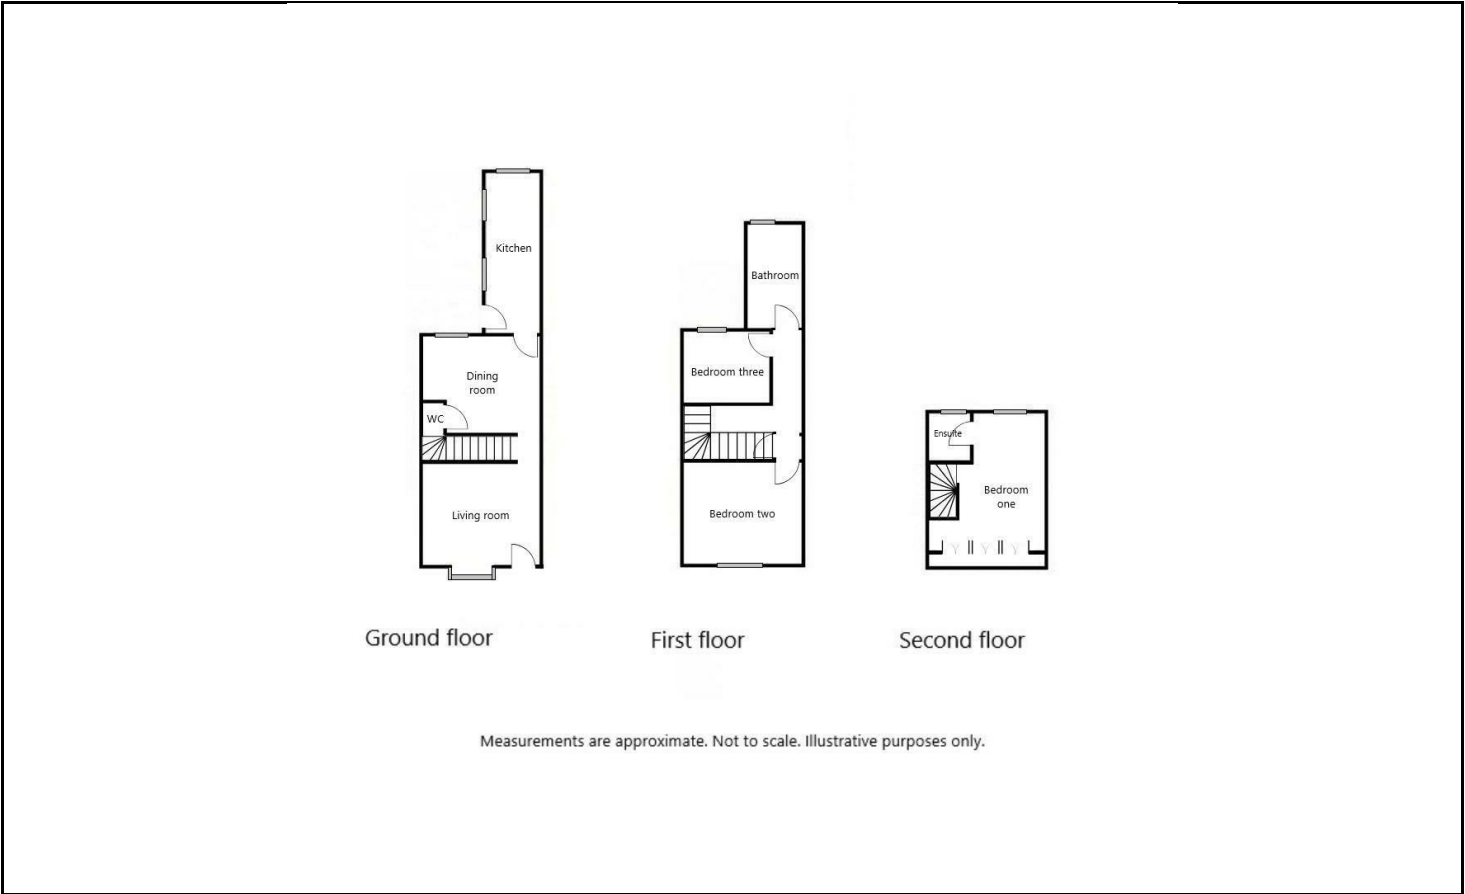 Kitchen
Dining
room
WC
Living room
Ground floor
Bathroom
Bedroom three
Bedroom two
First floor
Ensuite
Bedroom
one
Second floor
Measurements are approximate. Not to scale. Illustrative purposes only.